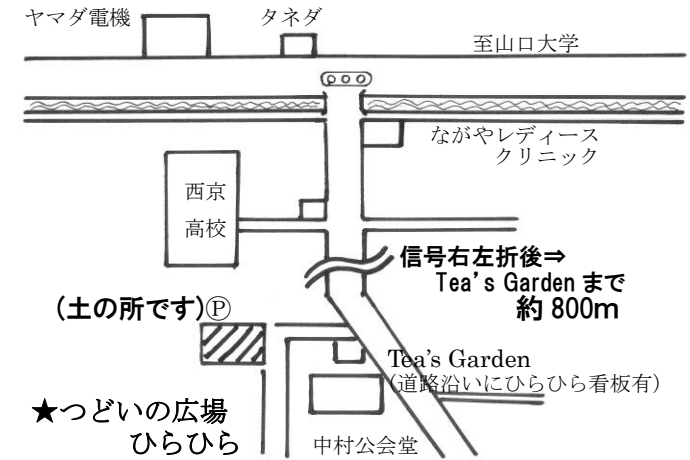 ヤマダ電機
タネダ
至山口大学
ながやレディース
クリニック
西京
高校
信号右左折後⇒
Tea's Gardenまで
約800m
(土の所です)Ⓟ
Tea's Garden
(道路沿いにひらひら看板有)
★つどいの広場
ひらひら
中村公会堂